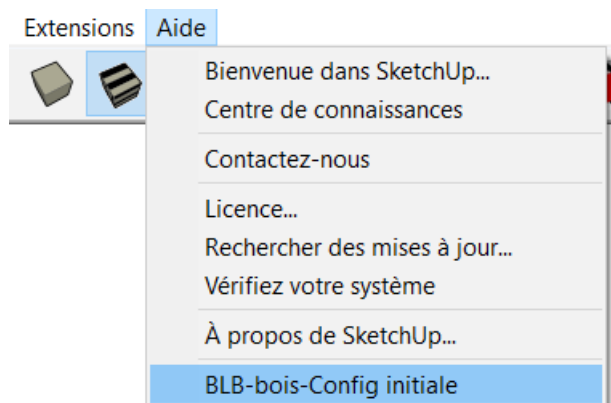 Extensions Aide
Bienvenue dans SketchUp...
Centre de connaissances
Contactez-nous
Licence...
Rechercher des mises à jour...
Vérifiez votre système
À propos de SketchUp...
BLB-bois-Config initiale